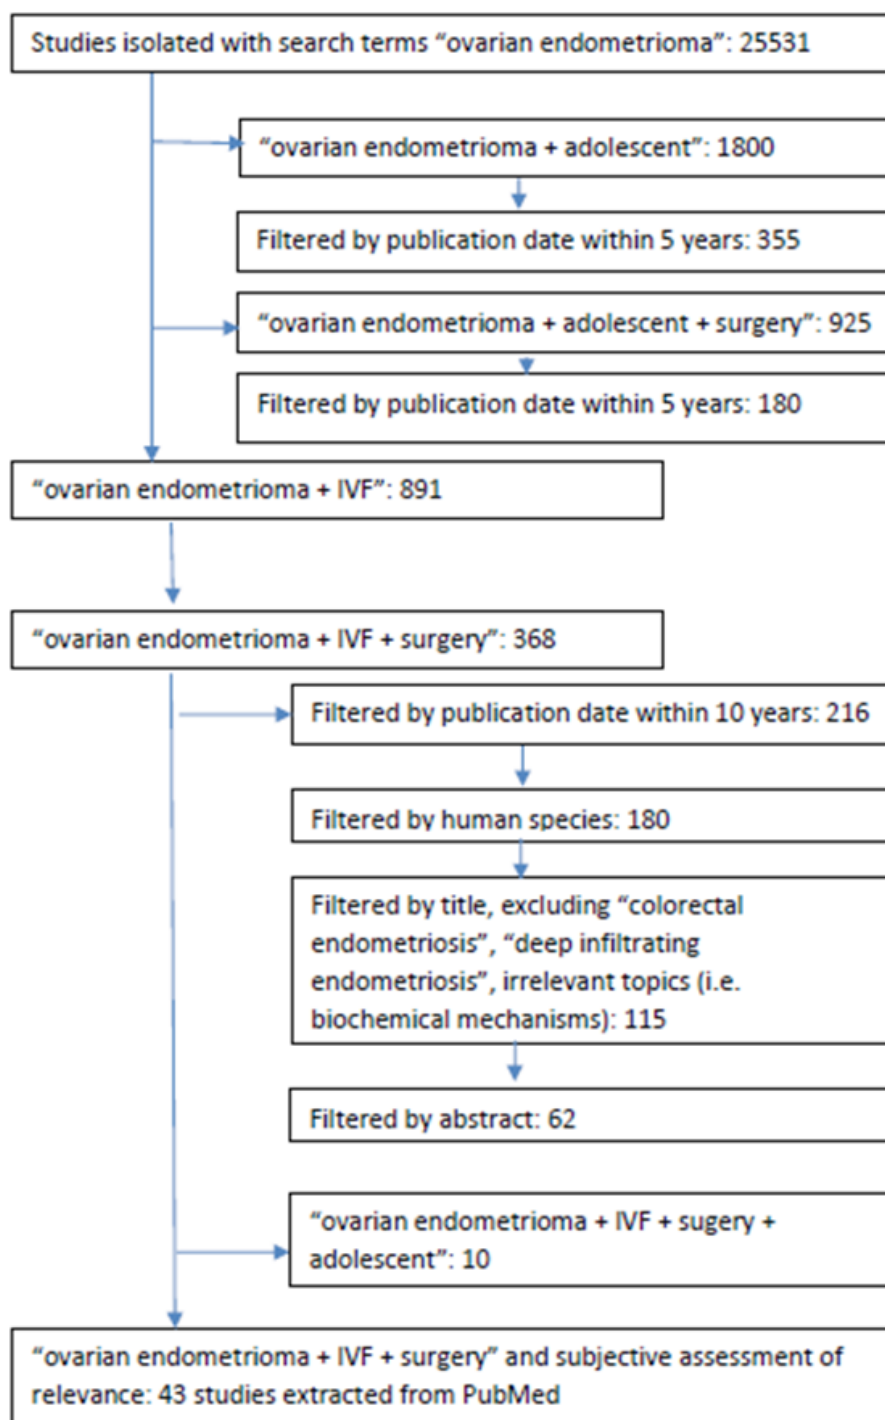 Studies isolated with search terms “ovarian endometrioma”: 25531
“ovarian endometrioma + adolescent”: 1800
Filtered by publication date within 5 years: 355
“ovarian endometrioma + adolescent + surgery”: 925
Filtered by publication date within 5 years: 180
“ovarian endometrioma + IVF”: 891
“ovarian endometrioma + IVF + surgery”: 368
Filtered by publication date within 10 years: 216
Filtered by human species: 180
Filtered by title, excluding “colorectal
endometriosis”, “deep infiltrating
endometriosis”, irrelevant topics (i.e.
biochemical mechanisms): 115
Filtered by abstract: 62
“ovarian endometrioma + IVF + sugery +
adolescent”: 10
“ovarian endometrioma + IVF + surgery” and subjective assessment of
relevance: 43 studies extracted from PubMed